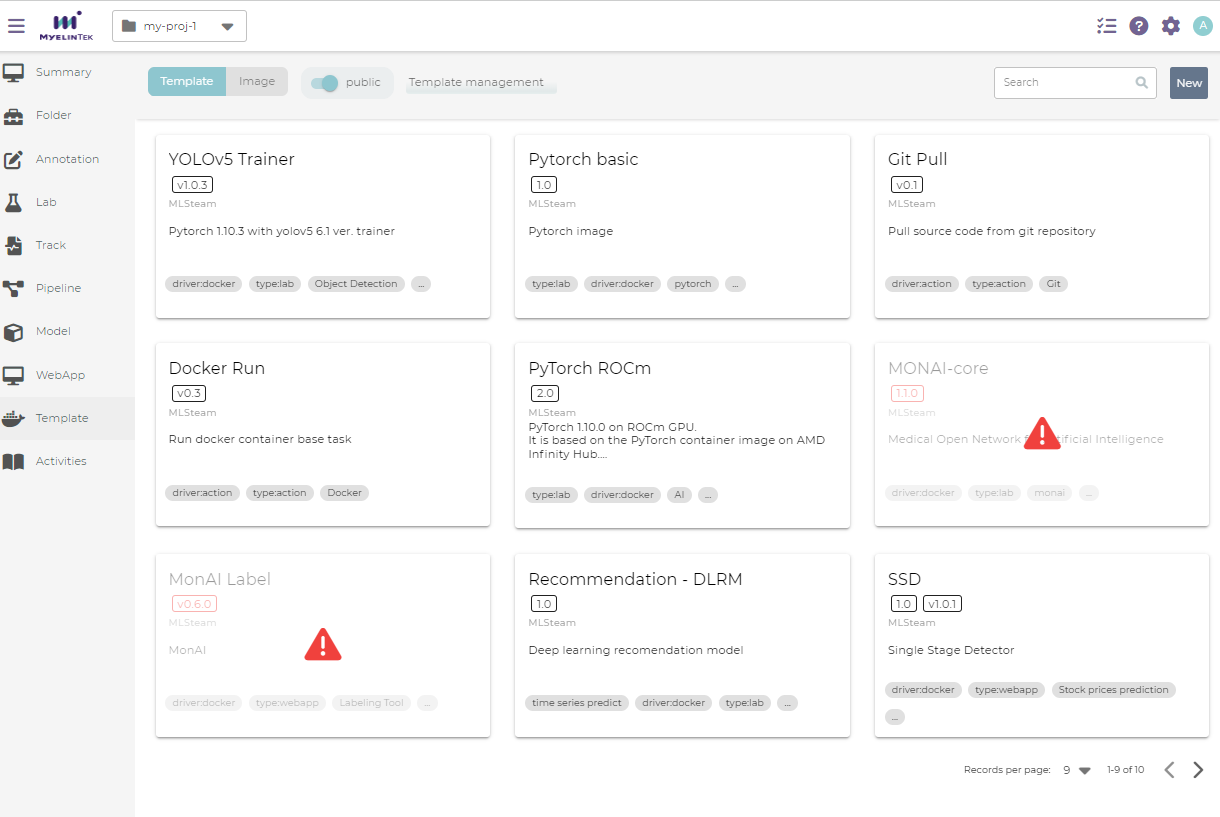 MYELINTEK
my-proj-1
?
A
Summary
Folder
Annotation
Lab
Track
Pipeline
Model
WebApp
Template
Activities
Template
Image
public
Template management
Search
New
YOLOv5 Trainer
v1.0.3
MLSteam
Pytorch 1.10.3 with yolov5 6.1 ver. trainer
driver:docker type:lab Object Detection ...
Pytorch basic
1.0
MLSteam
Pytorch image
type:lab driver:docker pytorch ...
Git Pull
v0.1
MLSteam
Pull source code from git repository
driver:action type:action Git
Docker Run
v0.3
MLSteam
Run docker container base task
driver:action type:action Docker
PyTorch ROCm
2.0
MLSteam
PyTorch 1.10.0 on ROCm GPU.
It is based on the PyTorch container image on AMD
Infinity Hub....
type:lab driver:docker AI ...
MONAI-core
1.1.0
MLSteam
Medical Open Network Intelligence
driver:docker type:lab monai ...
MonAI Label
v0.6.0
MLSteam
MonAI
driver:docker type:webapp Labeling Tool ...
Recommendation - DLRM
1.0
MLSteam
Deep learning recomendation model
time series predict driver:docker type:lab ...
SSD
1.0 v1.0.1
MLSteam
Single Stage Detector
driver:docker type:webapp Stock prices prediction
...
Records per page: 9 1-9 of 10